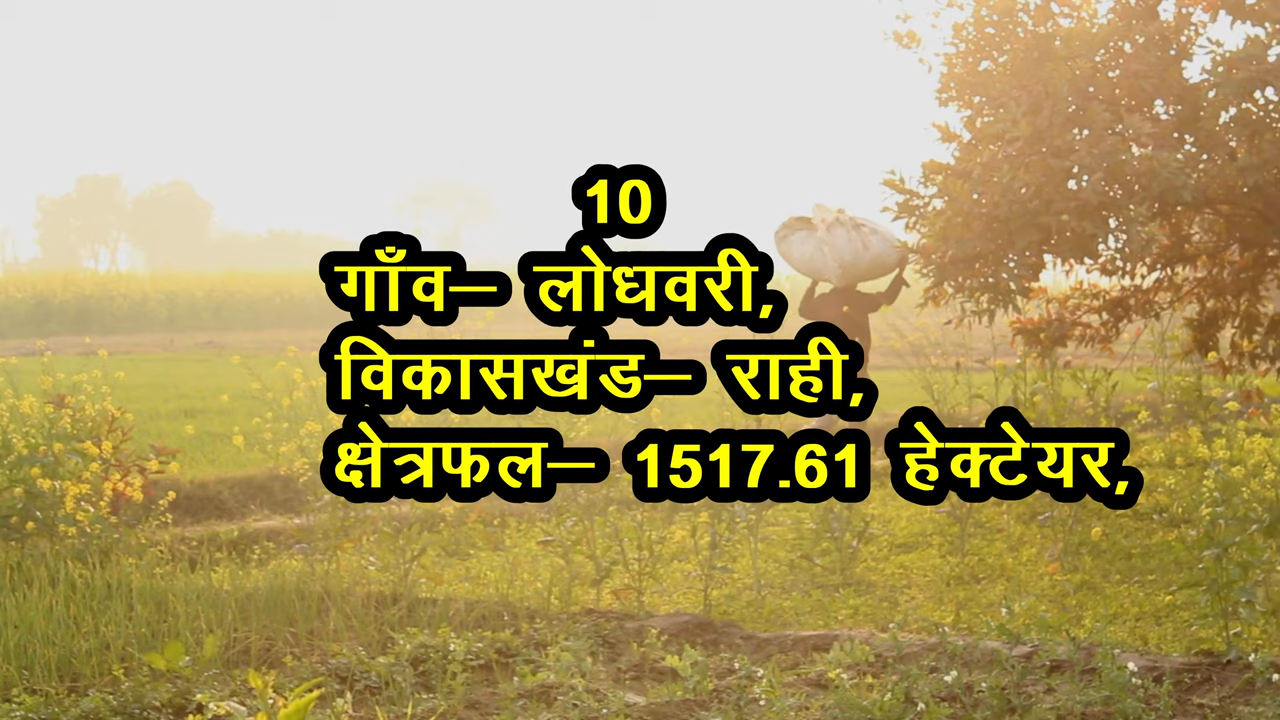 10
गाँव– लोधवरी,
विकासखंड– राही,
क्षेत्रफल– 1517.61 हेक्टेयर,